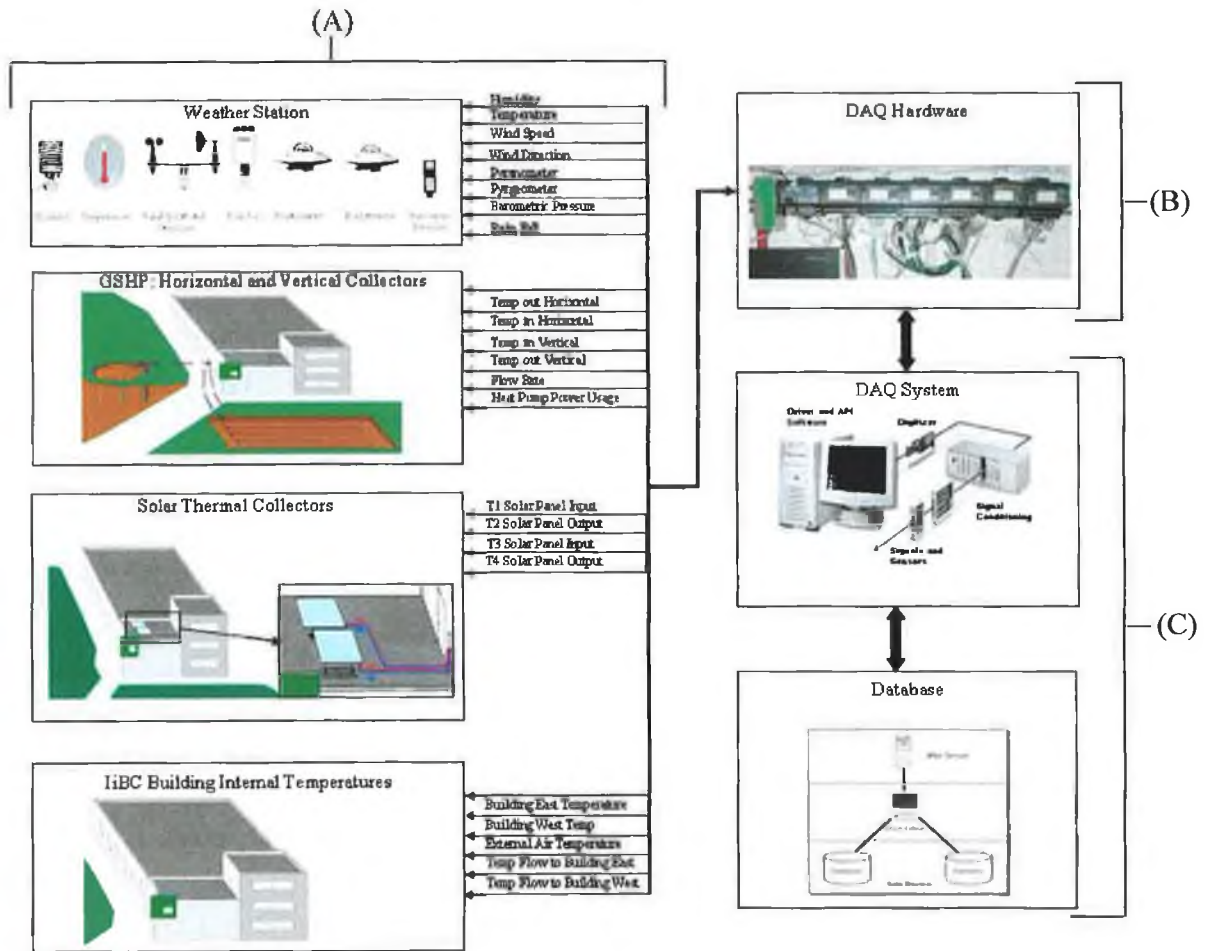 (A)
Weather Station
Humidity
Temperature
Wind Speed
Wind Direction
Pyranometer
Pyrgeometer
Barometric Pressure
Rain Fall
GSHP: Horizontal and Vertical Collectors
Temp out Horizontal
Temp in Horizontal
Temp in Vertical
Temp out Vertical
Flow Rate
Heat Pump Power Usage
Solar Thermal Collectors
T1 Solar Panel Input
T2 Solar Panel Output
T3 Solar Panel Input
T4 Solar Panel Output
IiBC Building Internal Temperatures
Building East Temperature
Building West Temp
External Air Temperature
Temp Flow to Building East
Temp Flow to Building West
DAQ Hardware
(B)
DAQ System
Driver and API
Software
Digitizer
Signal
Conditioning
Signals and
Sensors
(C)
Database